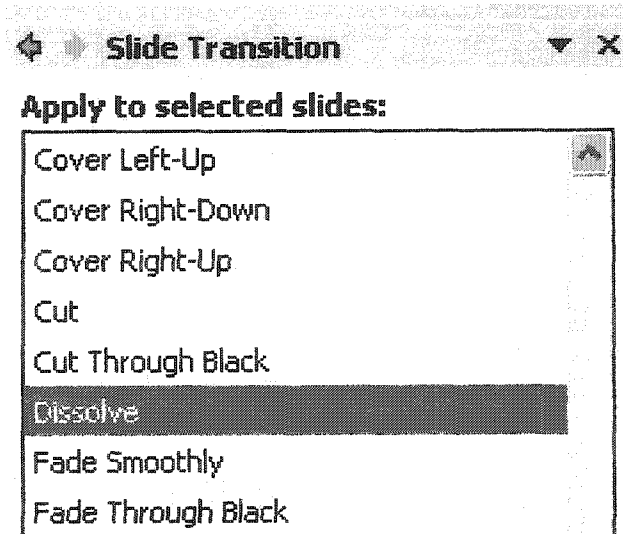 Slide Transition
Apply to selected slides:
Cover Left-Up
Cover Right-Down
Cover Right-Up
Cut
Cut Through Black
Dissolve
Fade Smoothly
Fade Through Black